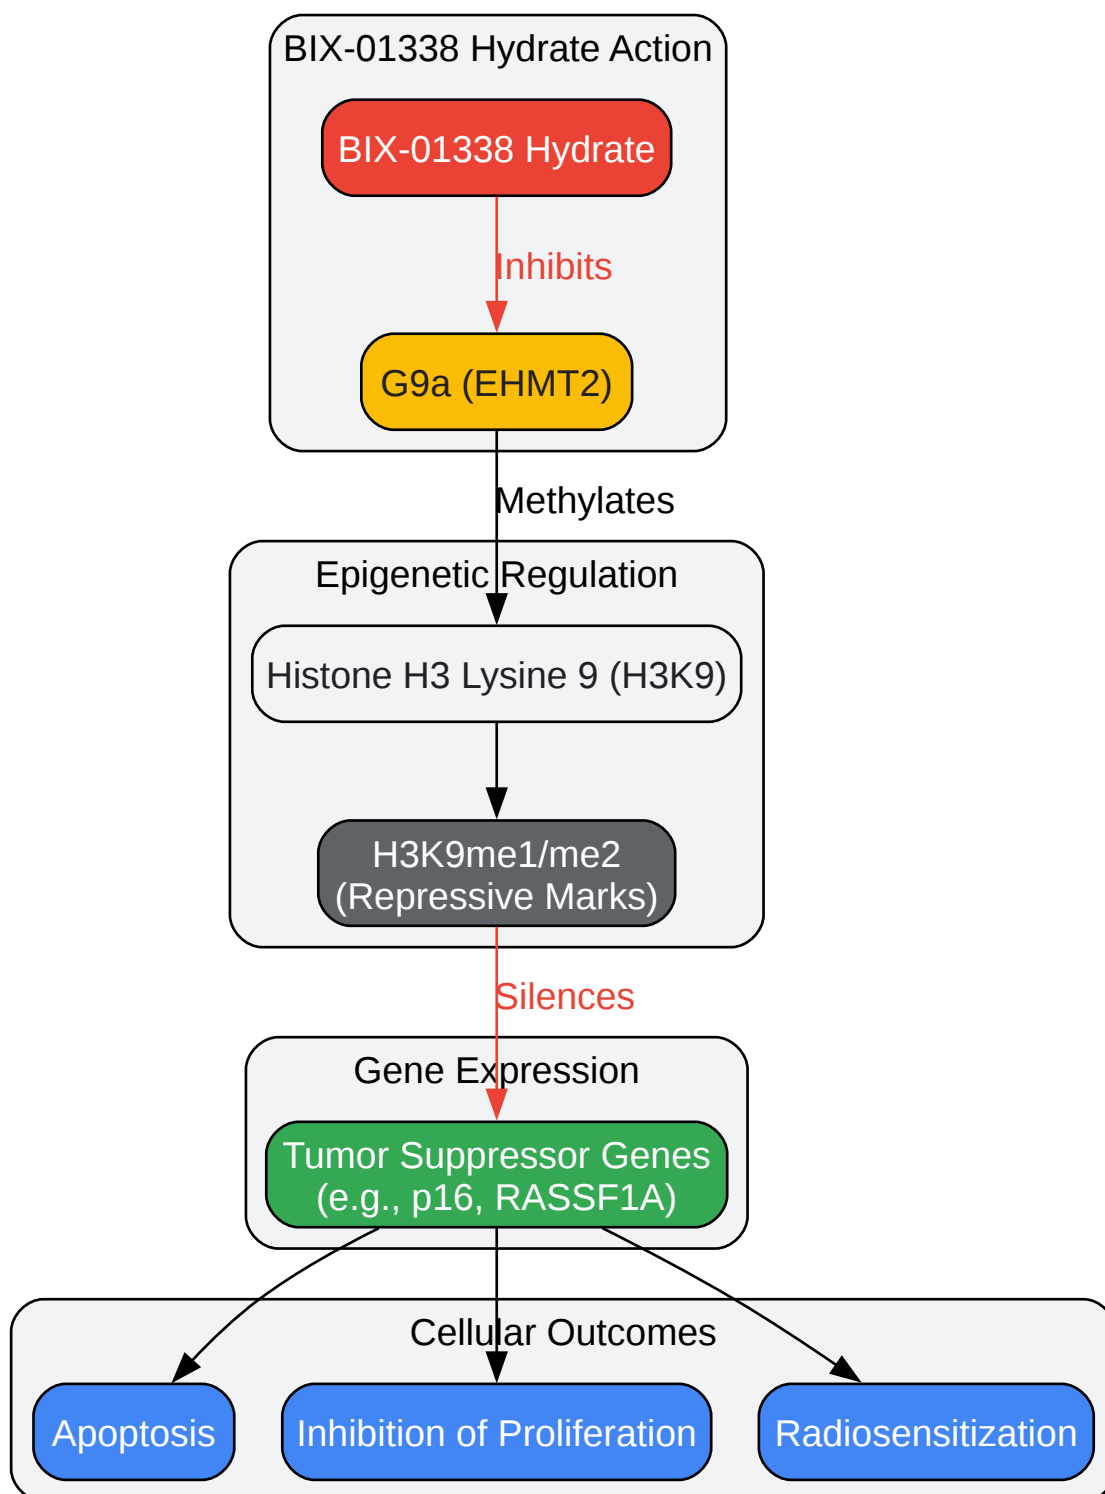 BIX-01338 Hydrate Action
BIX-01338 Hydrate
Inhibits
G9a (EHMT2)
Methylates
Epigenetic Regulation
Histone H3 Lysine 9 (H3K9)
H3K9me1/me2
(Repressive Marks)
Silences
Gene Expression
Tumor Suppressor Genes
(e.g., p16, RASSF1A)
Cellular Outcomes
Apoptosis
Inhibition of Proliferation
Radiosensitization